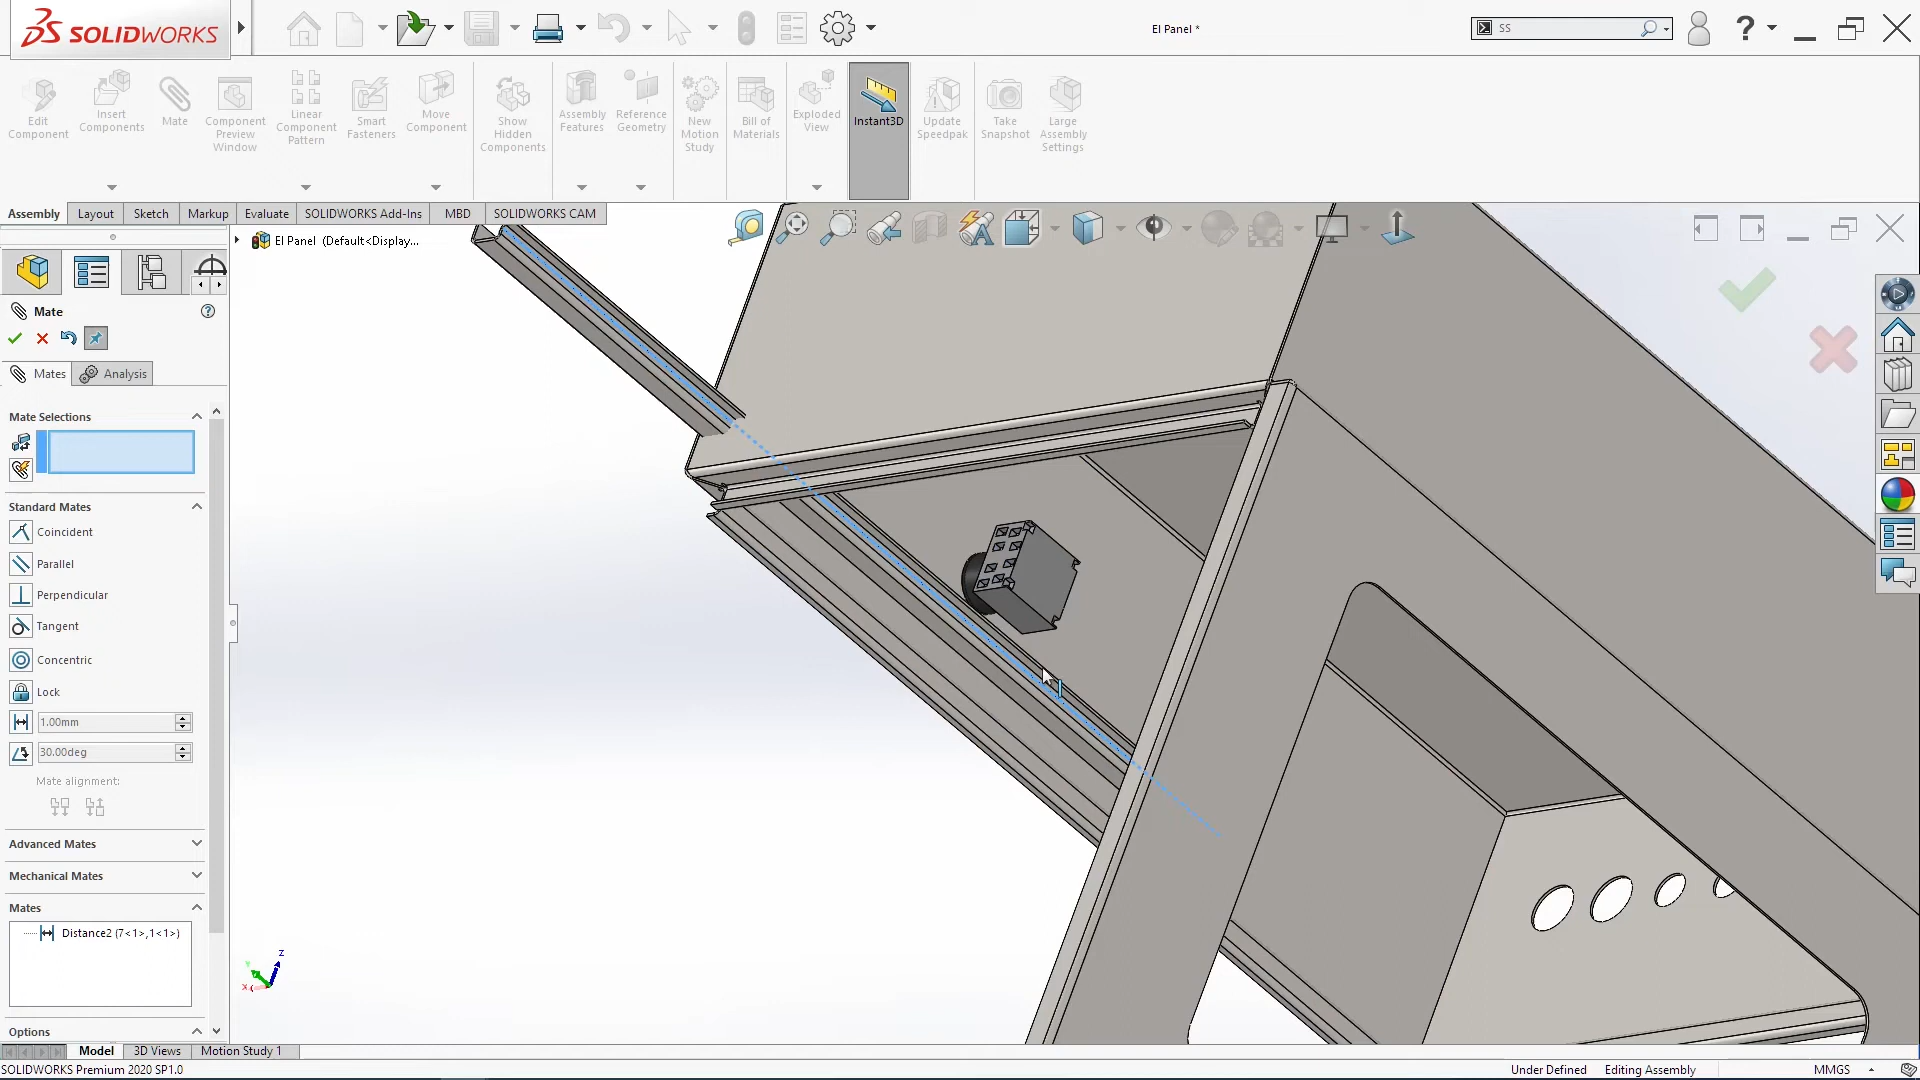 SOLIDWORKS
El Panel *
SS
Edit Component
Insert Components
Mate
Component Preview Window
Linear Component Pattern
Smart Fasteners
Move Component
Show Hidden Components
Assembly Features
Reference Geometry
New Motion Study
Bill of Materials
Exploded View
Instant3D
Update Speedpak
Take Snapshot
Large Assembly Settings
Assembly
Layout
Sketch
Markup
Evaluate
SOLIDWORKS Add-Ins
MBD
SOLIDWORKS CAM
El Panel (Default<Display...
Mate
Mates
Analysis
Mate Selections
Standard Mates
Coincident
Parallel
Perpendicular
Tangent
Concentric
Lock
1.00mm
30.00deg
Mate alignment:
Advanced Mates
Mechanical Mates
Mates
Distance2 (7<1>,1<1>)
Options
Z
Y
X
Model
3D Views
Motion Study 1
SOLIDWORKS Premium 2020 SP1.0
Under Defined
Editing Assembly
MMGS